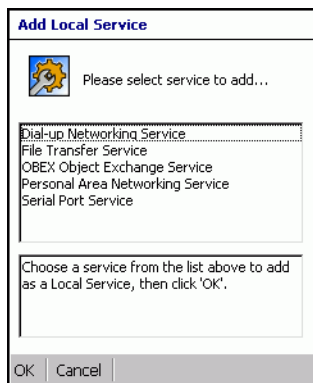 Add Local Service
Please select service to add...
Dial-up Networking Service
File Transfer Service
OBEX Object Exchange Service
Personal Area Networking Service
Serial Port Service
Choose a service from the list above to add
as a Local Service, then click 'OK'.
OK Cancel